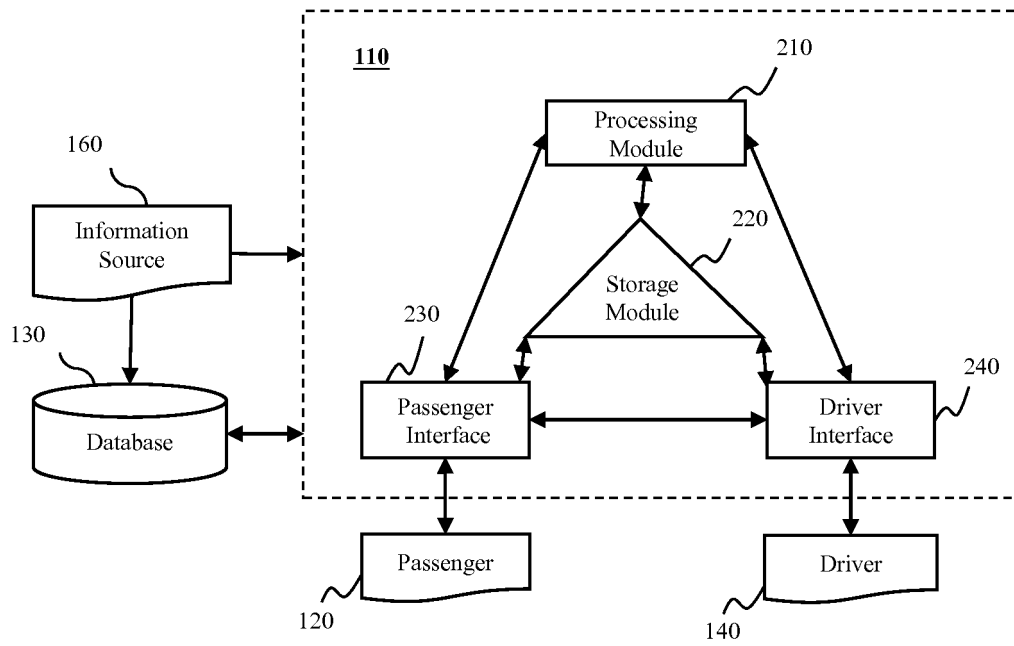 110
210
Processing
Module
160
220
Information
Source
Storage
Module
130
230
240
Passenger
Interface
Driver
Interface
Database
Passenger
Driver
120
140